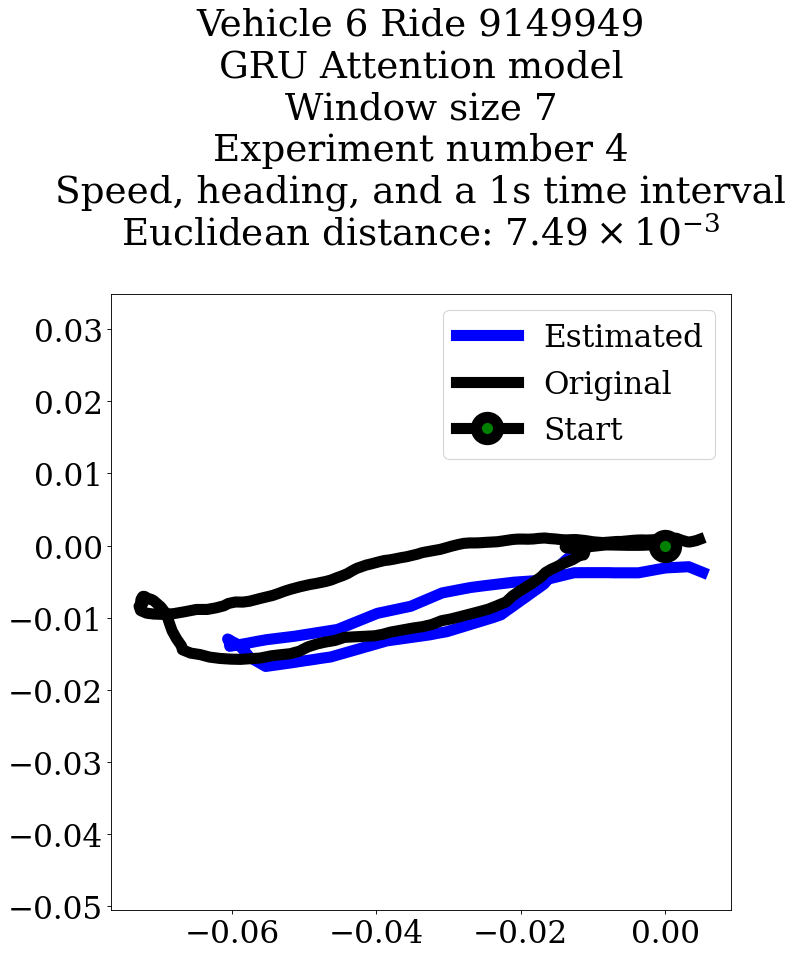 Vehicle 6 Ride 9149949
GRU Attention model
Window size 7
Experiment number 4
Speed, heading, and a 1s time interval
Euclidean distance: 7.49 × 10⁻³
Estimated
Original
Start
0.03
0.02
0.01
0.00
−0.01
−0.02
−0.03
−0.04
−0.05
−0.06 −0.04 −0.02 0.00